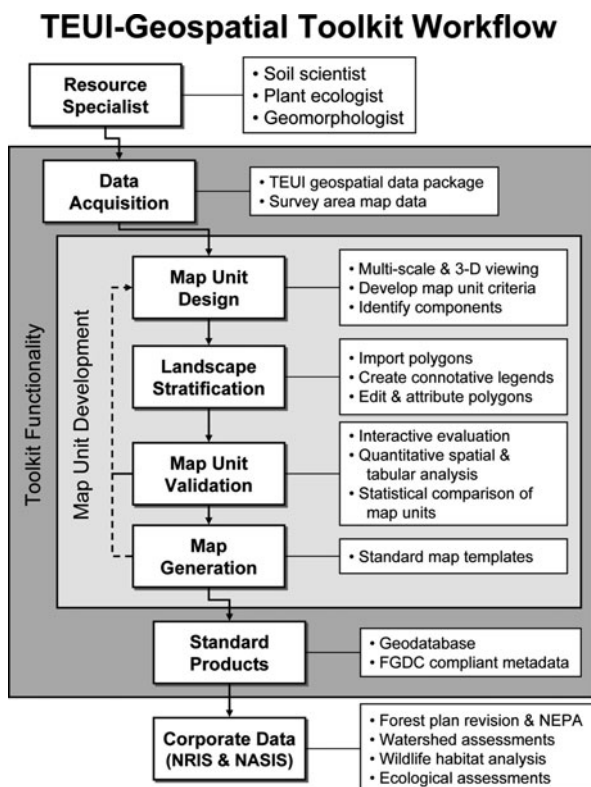 TEUI-Geospatial Toolkit Workflow
Resource
Specialist
• Soil scientist
• Plant ecologist
• Geomorphologist
Data
Acquisition
• TEUI geospatial data package
• Survey area map data
Toolkit Functionality
Map Unit Development
Map Unit
Design
• Multi-scale & 3-D viewing
• Develop map unit criteria
• Identify components
Landscape
Stratification
• Import polygons
• Create connotative legends
• Edit & attribute polygons
Map Unit
Validation
• Interactive evaluation
• Quantitative spatial &
tabular analysis
• Statistical comparison of
map units
Map
Generation
• Standard map templates
Standard
Products
• Geodatabase
• FGDC compliant metadata
Corporate Data
(NRIS & NASIS)
• Forest plan revision & NEPA
• Watershed assessments
• Wildlife habitat analysis
• Ecological assessments